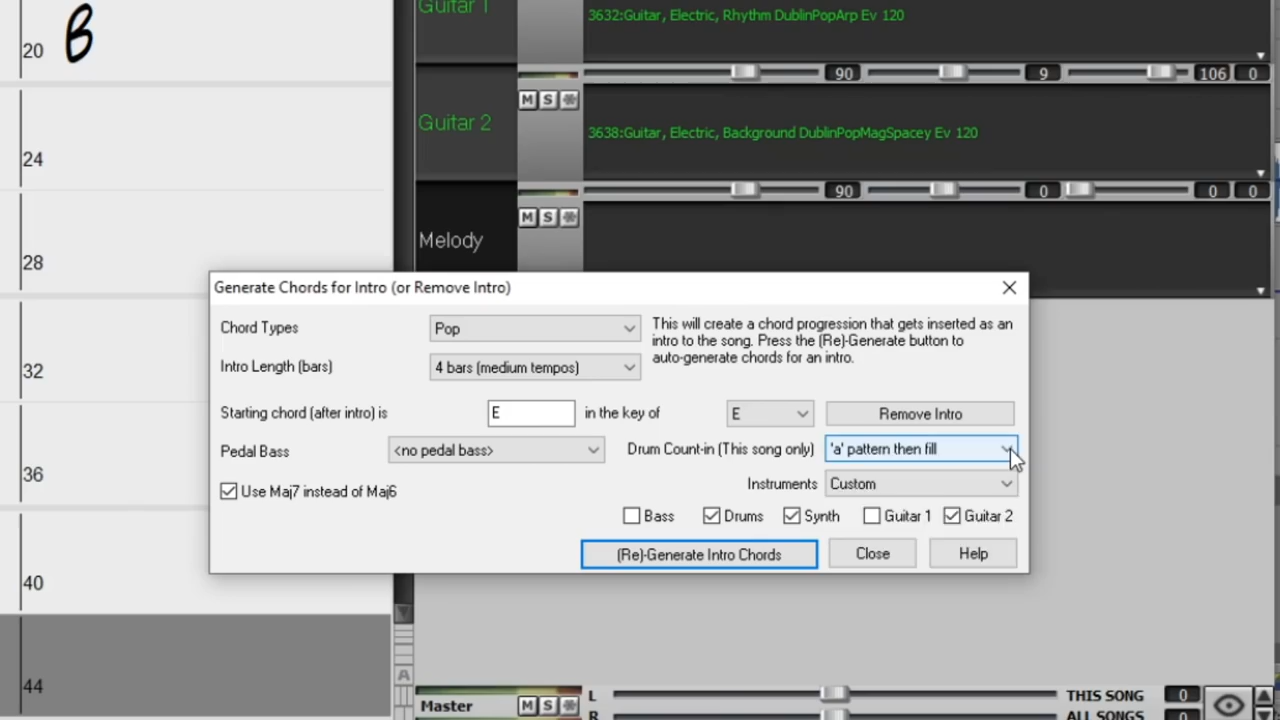 20 B
24
28
32
36
40
44
Guitar 1
3632:Guitar, Electric, Rhythm DublinPopArp Ev 120
90 9 106 0
M S
Guitar 2
3638:Guitar, Electric, Background DublinPopMagSpacey Ev 120
90 0 0 0
M S
Melody
Generate Chords for Intro (or Remove Intro)
Chord Types Pop
This will create a chord progression that gets inserted as an
intro to the song. Press the (Re)-Generate button to
auto-generate chords for an intro.
Intro Length (bars) 4 bars (medium tempos)
Starting chord (after intro) is E in the key of E Remove Intro
Pedal Bass <no pedal bass> Drum Count-in (This song only) 'a' pattern then fill
Instruments Custom
Use Maj7 instead of Maj6
Bass Drums Synth Guitar 1 Guitar 2
(Re)-Generate Intro Chords Close Help
A
Master M S L THIS SONG 0
R ALL SONGS 0